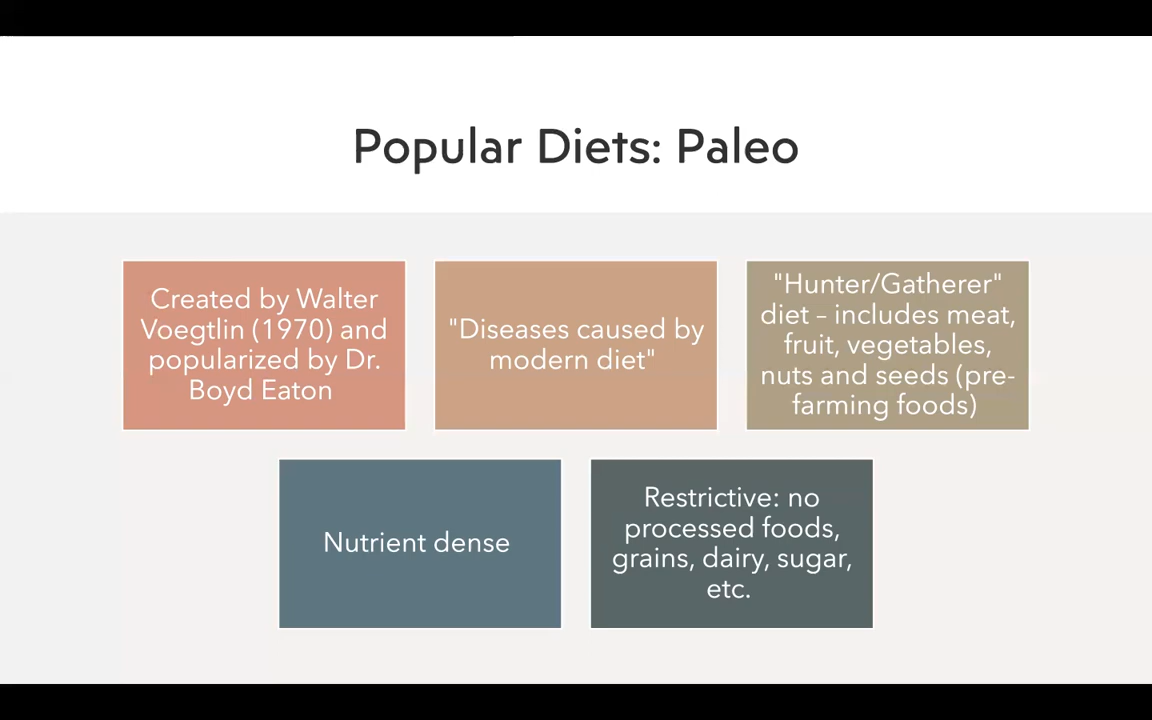 Popular Diets: Paleo
Created by Walter
Voegtlin (1970) and
popularized by Dr.
Boyd Eaton
"Diseases caused by
modern diet"
"Hunter/Gatherer"
diet – includes meat,
fruit, vegetables,
nuts and seeds (pre-
farming foods)
Nutrient dense
Restrictive: no
processed foods,
grains, dairy, sugar,
etc.